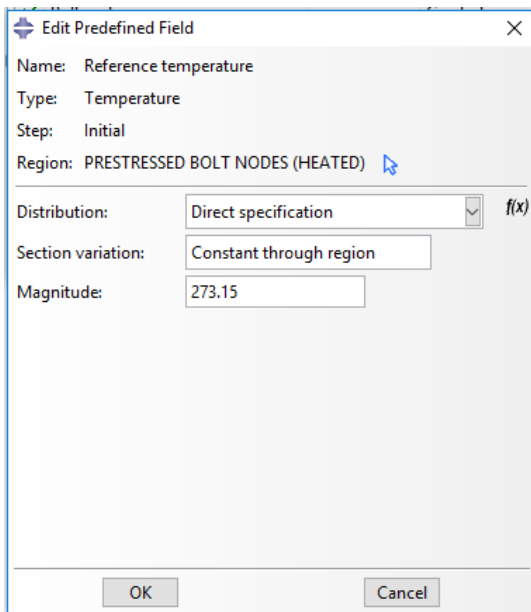 Edit Predefined Field
Name: Reference temperature
Type: Temperature
Step: Initial
Region: PRESTRESSED BOLT NODES (HEATED)
Distribution: Direct specification f(x)
Section variation: Constant through region
Magnitude: 273.15
OK Cancel